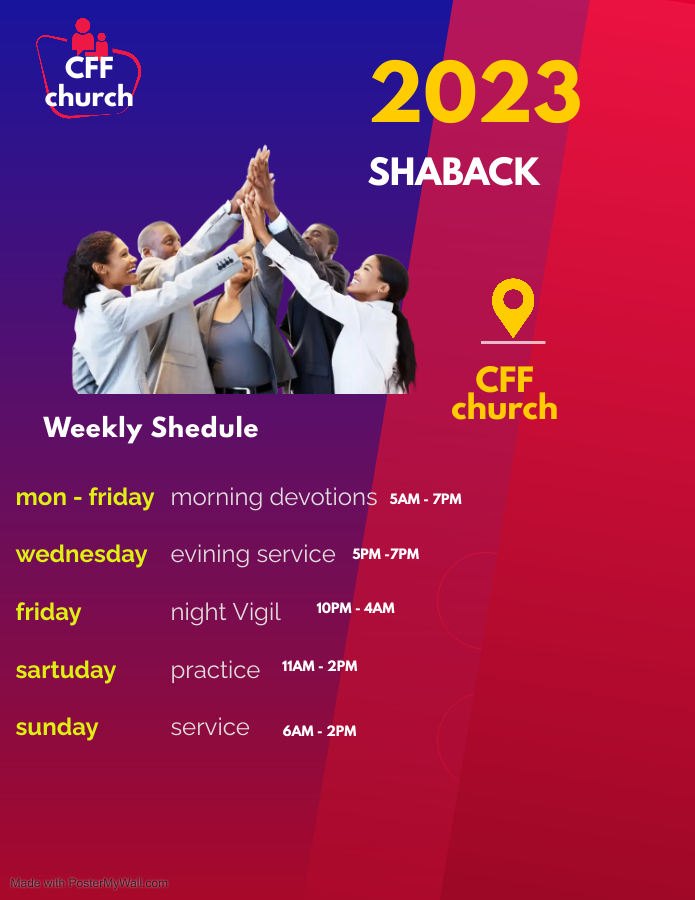 CFF
church
2023
SHABACK
CFF
church
Weekly Shedule
mon - friday morning devotions 5AM - 7PM
wednesday evining service 5PM -7PM
friday night Vigil 10PM - 4AM
sartuday practice 11AM - 2PM
sunday service 6AM - 2PM
Made with PosterMyWall.com